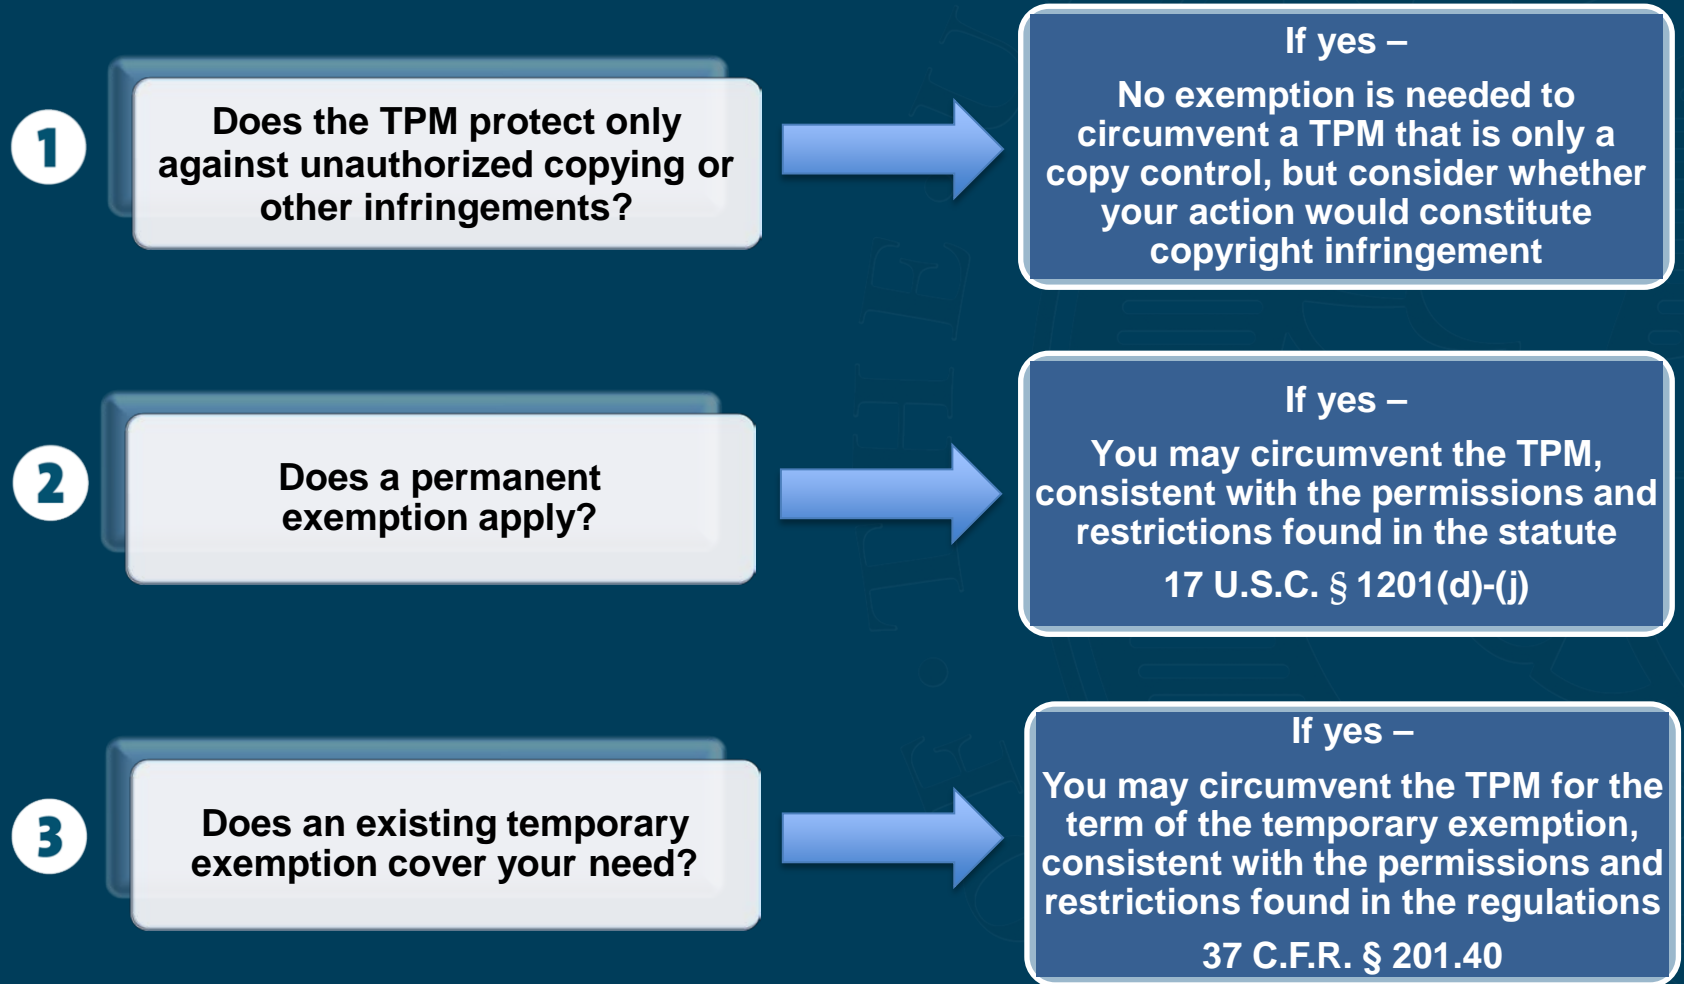 1
Does the TPM protect only
against unauthorized copying or
other infringements?
If yes –
No exemption is needed to
circumvent a TPM that is only a
copy control, but consider whether
your action would constitute
copyright infringement
2
Does a permanent
exemption apply?
If yes –
You may circumvent the TPM,
consistent with the permissions and
restrictions found in the statute
17 U.S.C. § 1201(d)-(j)
3
Does an existing temporary
exemption cover your need?
If yes –
You may circumvent the TPM for the
term of the temporary exemption,
consistent with the permissions and
restrictions found in the regulations
37 C.F.R. § 201.40
THE